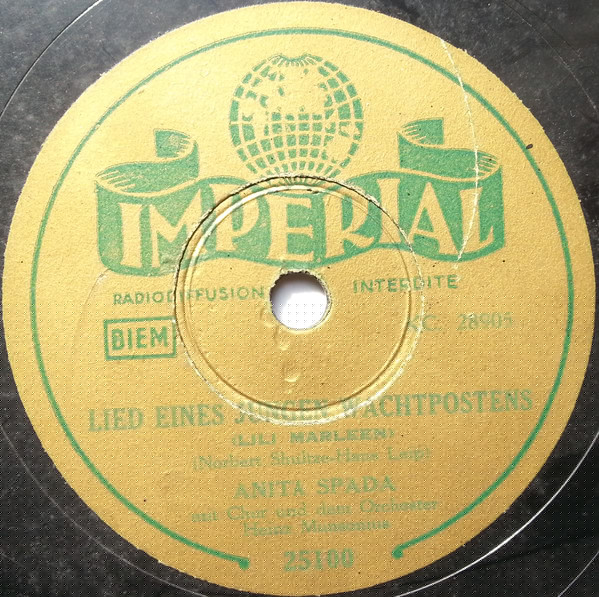 IMPERIAL
RADIODIFFUSION INTERDITE
BIEM
KC. 28905
LIED EINES JUNGEN WACHTPOSTENS
(LILI MARLEEN)
(Norbert Shultze-Hans Leip)
ANITA SPADA
mit Chor und dem Orchester
Heinz Munsonius
25100